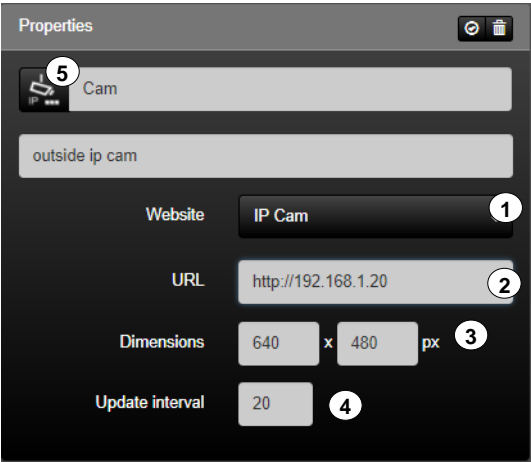 Properties
5
IP
Cam
outside ip cam
Website IP Cam 1
URL http://192.168.1.20 2
Dimensions 640 x 480 px 3
Update interval 20 4